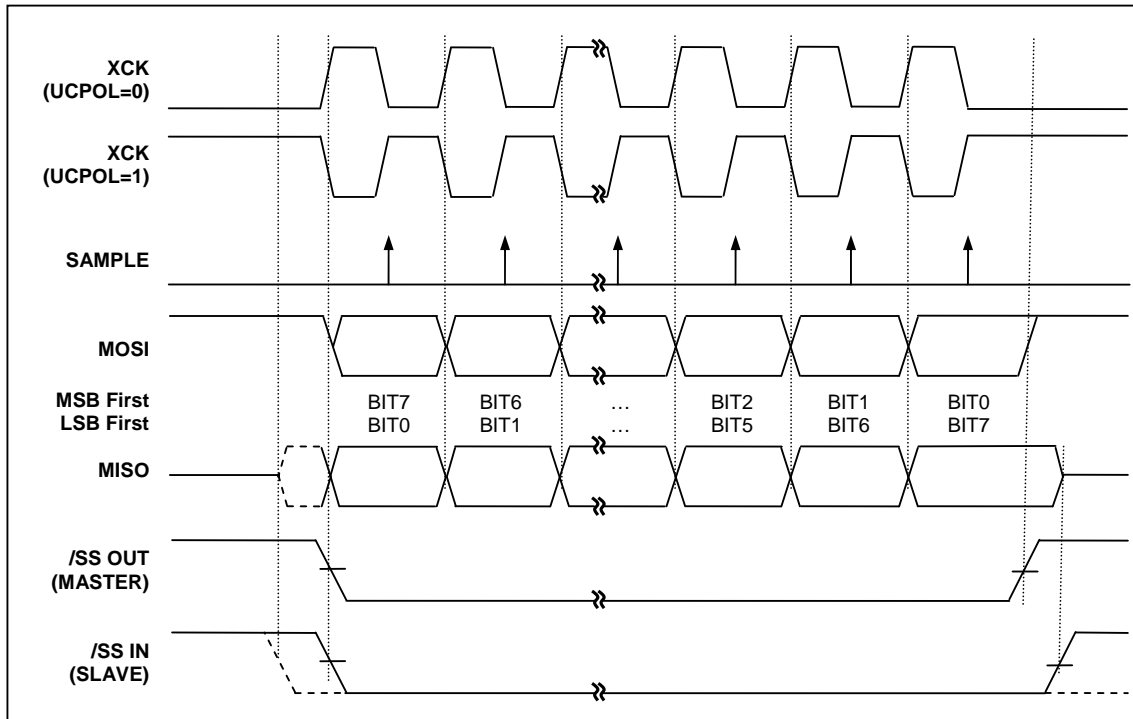 XCK
(UCPOL=0)
XCK
(UCPOL=1)
SAMPLE
MOSI
MSB First
LSB First
BIT7 BIT6 ... BIT2 BIT1 BIT0
BIT0 BIT1 ... BIT5 BIT6 BIT7
MISO
/SS OUT
(MASTER)
/SS IN
(SLAVE)